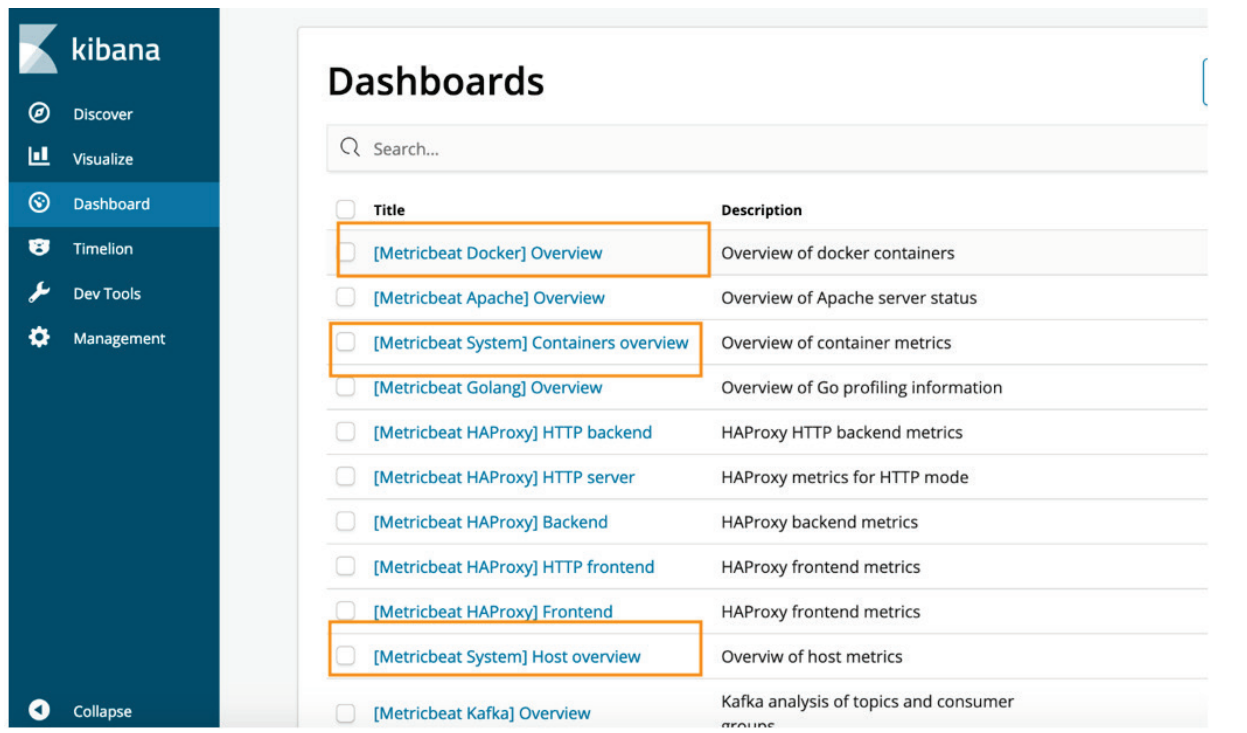 kibana
Discover
Visualize
Dashboard
Timelion
Dev Tools
Management
Collapse
Dashboards
Search...
Title Description
[Metricbeat Docker] Overview Overview of docker containers
[Metricbeat Apache] Overview Overview of Apache server status
[Metricbeat System] Containers overview Overview of container metrics
[Metricbeat Golang] Overview Overview of Go profiling information
[Metricbeat HAProxy] HTTP backend HAProxy HTTP backend metrics
[Metricbeat HAProxy] HTTP server HAProxy metrics for HTTP mode
[Metricbeat HAProxy] Backend HAProxy backend metrics
[Metricbeat HAProxy] HTTP frontend HAProxy frontend metrics
[Metricbeat HAProxy] Frontend HAProxy frontend metrics
[Metricbeat System] Host overview Overviw of host metrics
[Metricbeat Kafka] Overview Kafka analysis of topics and consumer
groups